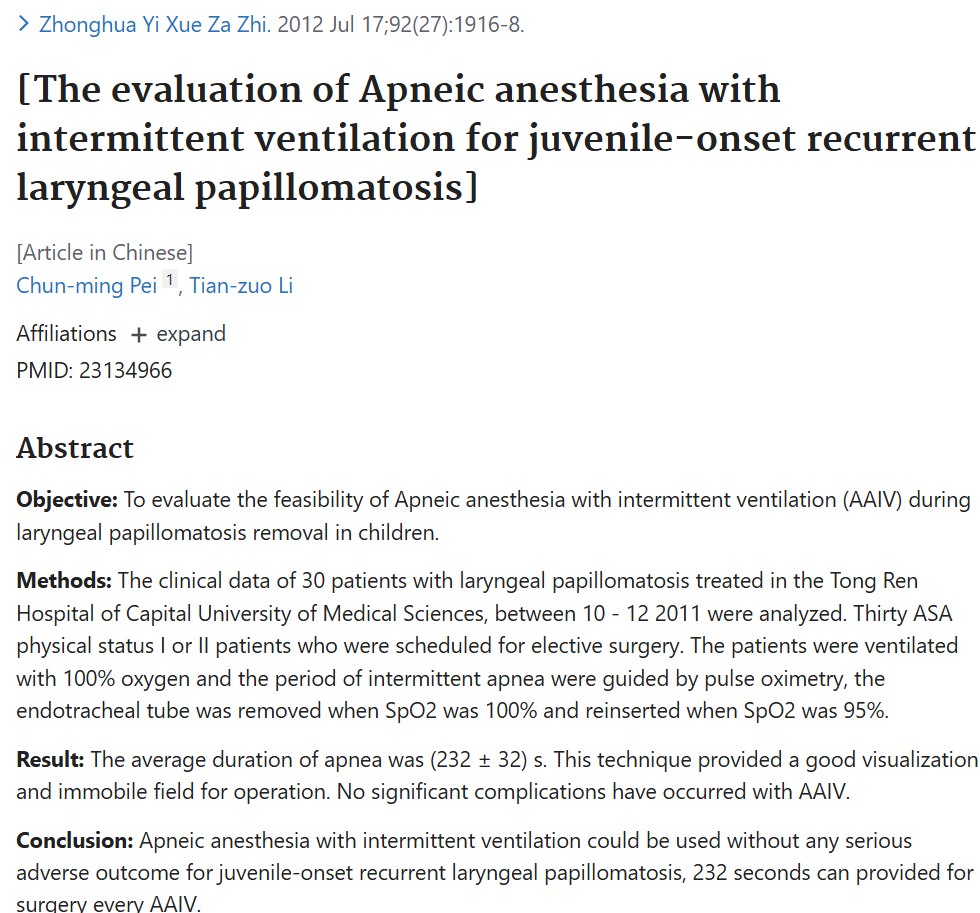 > Zhonghua Yi Xue Za Zhi. 2012 Jul 17;92(27):1916-8.
[The evaluation of Apneic anesthesia with
intermittent ventilation for juvenile-onset recurrent
laryngeal papillomatosis]
[Article in Chinese]
Chun-ming Pei 1, Tian-zuo Li
Affiliations + expand
PMID: 23134966
Abstract
Objective: To evaluate the feasibility of Apneic anesthesia with intermittent ventilation (AAIV) during
laryngeal papillomatosis removal in children.
Methods: The clinical data of 30 patients with laryngeal papillomatosis treated in the Tong Ren
Hospital of Capital University of Medical Sciences, between 10 - 12 2011 were analyzed. Thirty ASA
physical status I or II patients who were scheduled for elective surgery. The patients were ventilated
with 100% oxygen and the period of intermittent apnea were guided by pulse oximetry, the
endotracheal tube was removed when SpO2 was 100% and reinserted when SpO2 was 95%.
Result: The average duration of apnea was (232 ± 32) s. This technique provided a good visualization
and immobile field for operation. No significant complications have occurred with AAIV.
Conclusion: Apneic anesthesia with intermittent ventilation could be used without any serious
adverse outcome for juvenile-onset recurrent laryngeal papillomatosis, 232 seconds can provided for
surgery every AAIV.